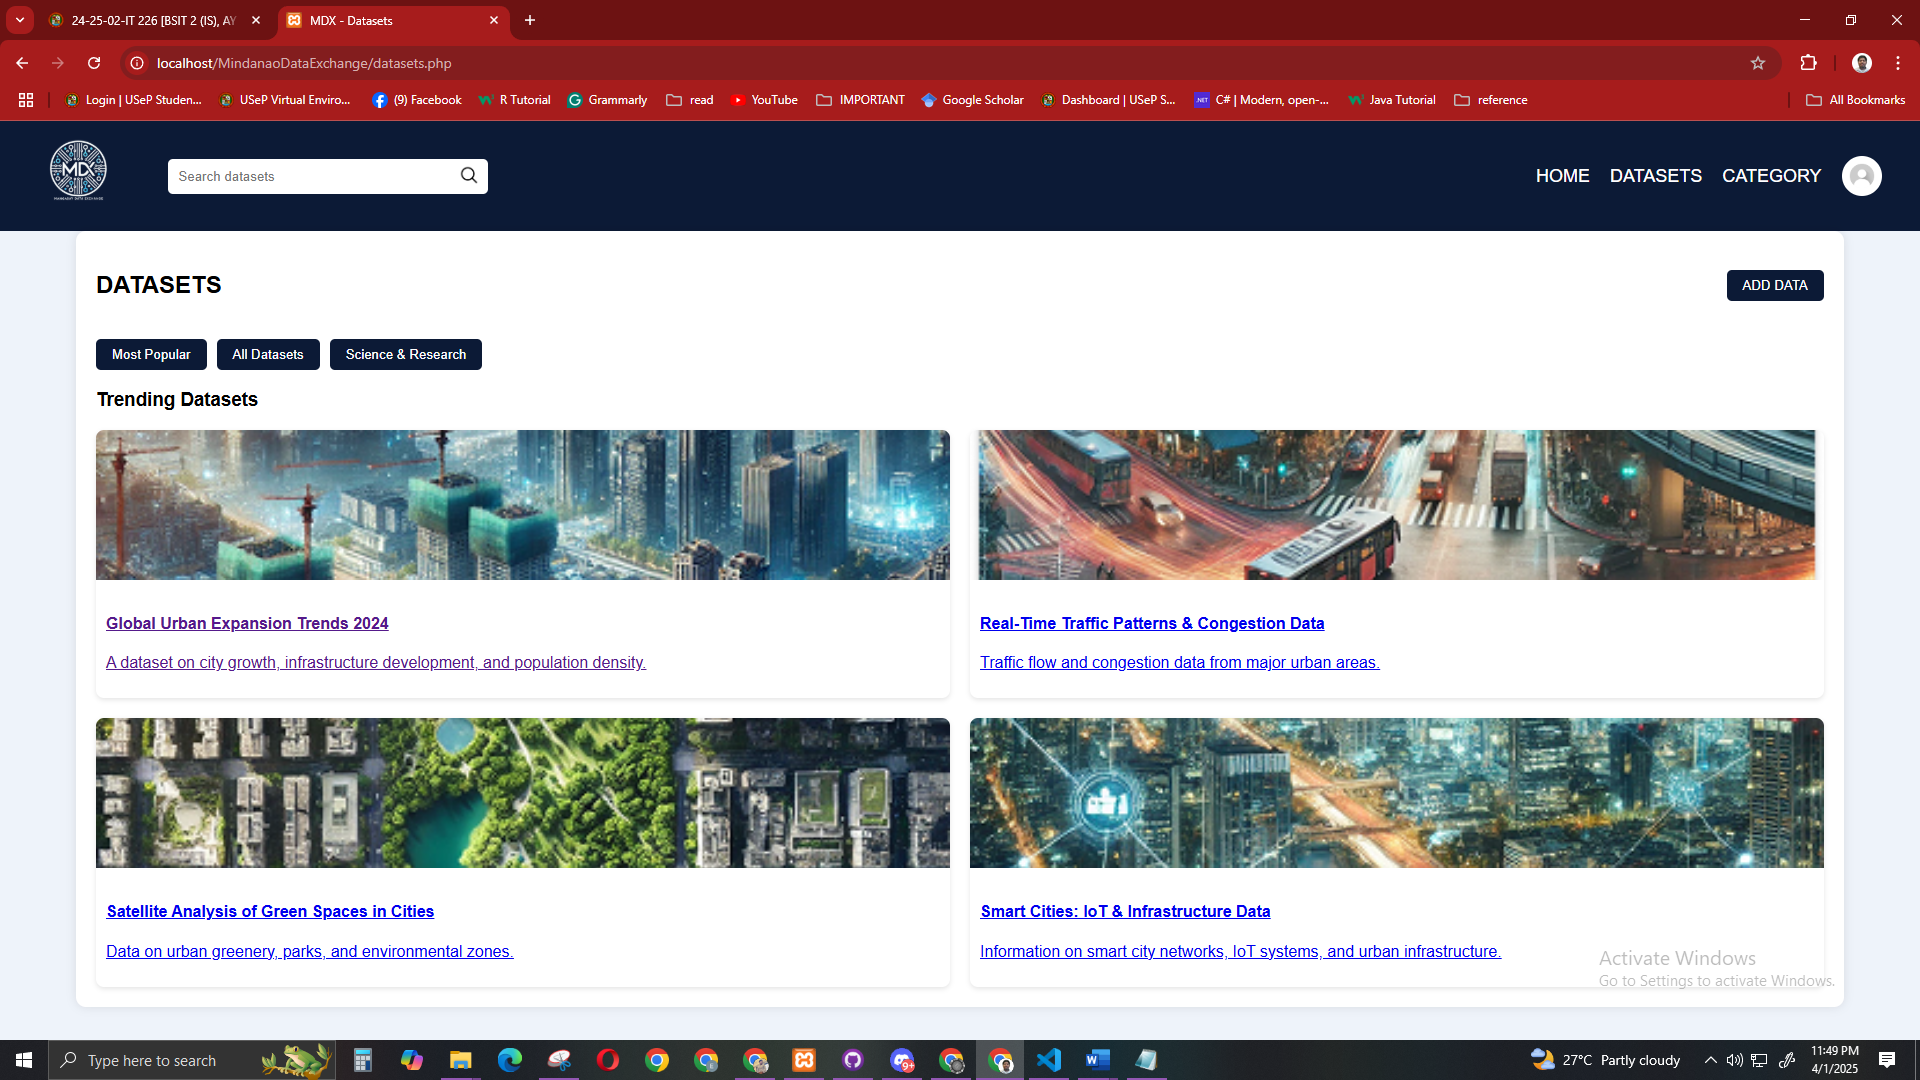 24-25-02-IT 226 [BSIT 2 (IS), AY
MDX - Datasets
localhost/MindanaoDataExchange/datasets.php
Login | USeP Studen...
USeP Virtual Enviro...
(9) Facebook
R Tutorial
Grammarly
read
YouTube
IMPORTANT
Google Scholar
Dashboard | USeP S...
C# | Modern, open-...
Java Tutorial
reference
All Bookmarks
MDX
MINDANAO DATA EXCHANGE
Search datasets
HOME
DATASETS
CATEGORY
DATASETS
ADD DATA
Most Popular
All Datasets
Science & Research
Trending Datasets
Global Urban Expansion Trends 2024
A dataset on city growth, infrastructure development, and population density.
Real-Time Traffic Patterns & Congestion Data
Traffic flow and congestion data from major urban areas.
Satellite Analysis of Green Spaces in Cities
Data on urban greenery, parks, and environmental zones.
Smart Cities: IoT & Infrastructure Data
Information on smart city networks, IoT systems, and urban infrastructure.
Activate Windows
Go to Settings to activate Windows.
Type here to search
9+
27°C Partly cloudy
11:49 PM
4/1/2025